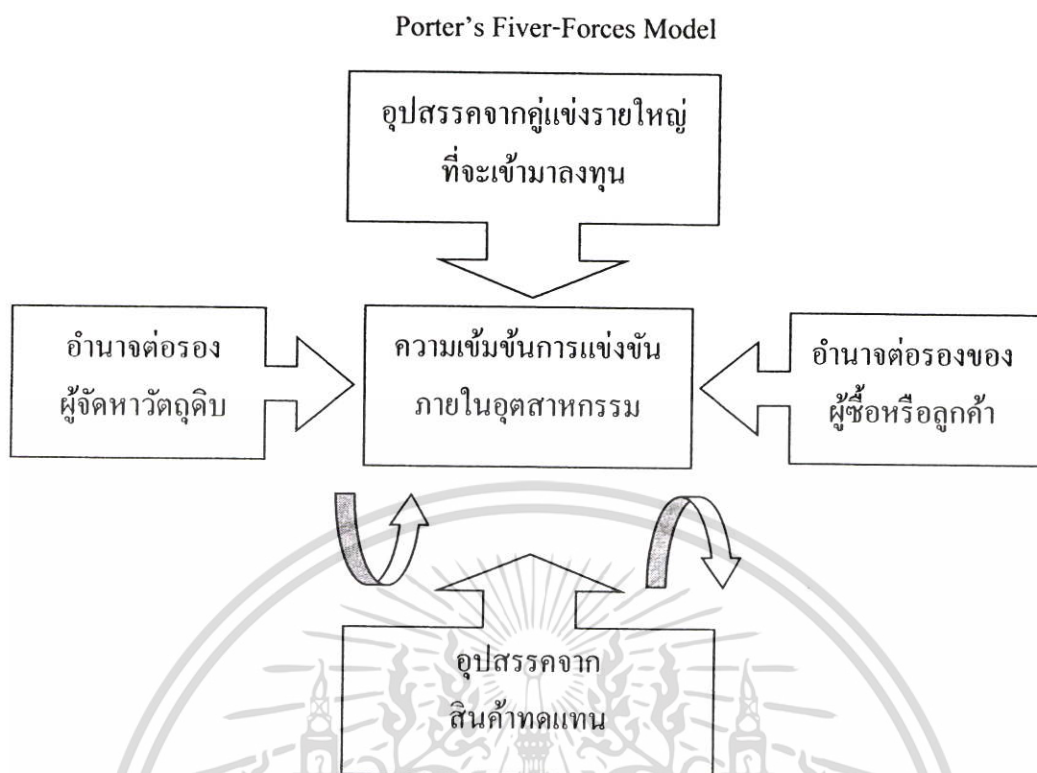 Porter's Fiver-Forces Model
อุปสรรคจากคู่แข่งรายใหญ่
ที่จะเข้ามาลงทุน
อำนาจต่อรอง
ผู้จัดหาวัตถุดิบ
ความเข้มข้นการแข่งขัน
ภายในอุตสาหกรรม
อำนาจต่อรองของ
ผู้ซื้อหรือลูกค้า
อุปสรรคจาก
สินค้าทดแทน